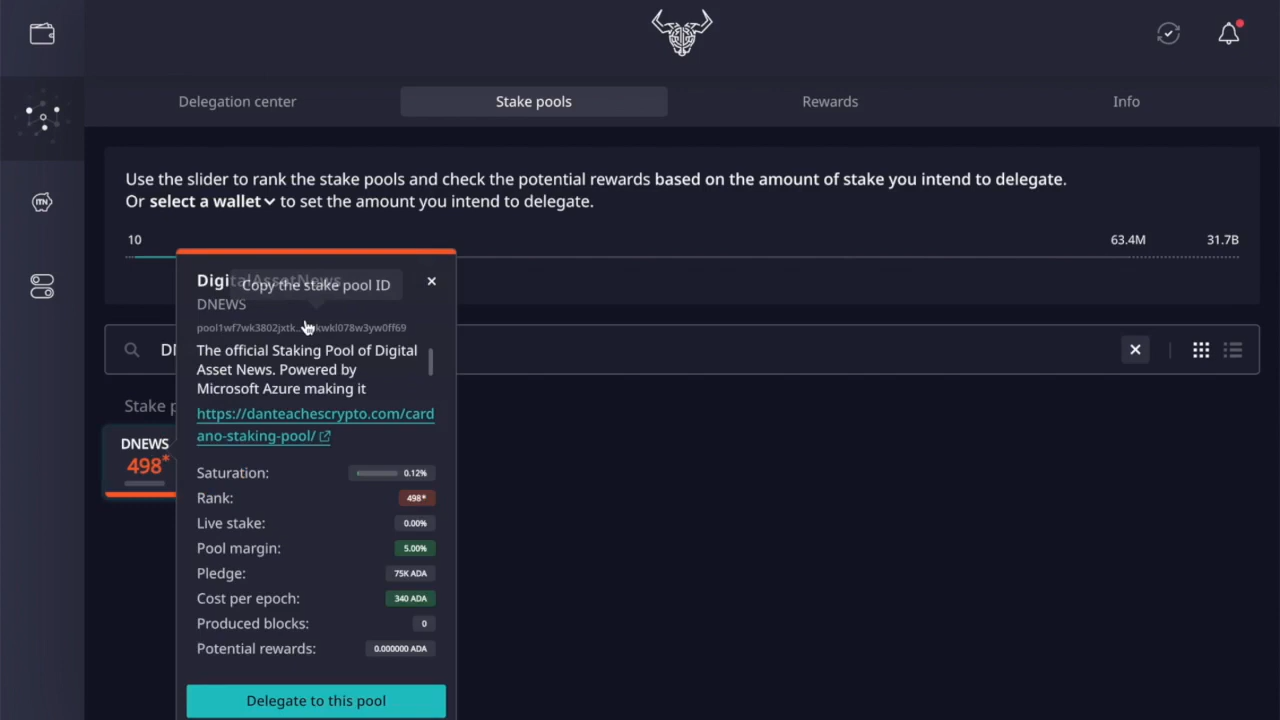 Delegation center
Stake pools
Rewards
Info
Use the slider to rank the stake pools and check the potential rewards based on the amount of stake you intend to delegate.
Or select a wallet to set the amount you intend to delegate.
10
63.4M
31.7B
DigitalAssetNews
Copy the stake pool ID
DNEWS
The official Staking Pool of Digital
Asset News. Powered by
Microsoft Azure making it
https://danteachescrypto.com/card
ano-staking-pool/
Stake p
DNEWS
498*
Saturation: 0.12%
Rank: 498*
Live stake: 0.00%
Pool margin: 5.00%
Pledge: 75K ADA
Cost per epoch: 340 ADA
Produced blocks: 0
Potential rewards: 0.000000 ADA
Delegate to this pool
ITN